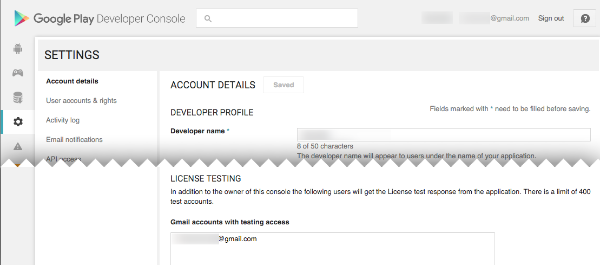 Google Play Developer Console
@gmail.com Sign out
SETTINGS
Account details
User accounts & rights
Activity log
Email notifications
API access
ACCOUNT DETAILS Saved
DEVELOPER PROFILE
Fields marked with * need to be filled before saving.
Developer name *
8 of 50 characters
The developer name will appear to users under the name of your application.
LICENSE TESTING
In addition to the owner of this console the following users will get the License test response from the application. There is a limit of 400
test accounts.
Gmail accounts with testing access
@gmail.com